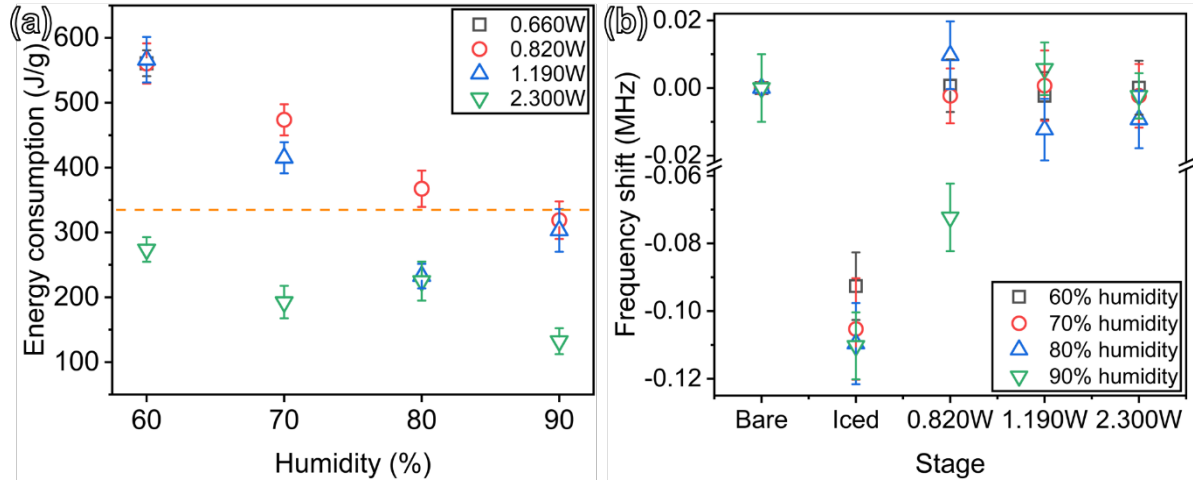 (a)
Energy consumption (J/g)
600
500
400
300
200
100
60
70
80
90
Humidity (%)
0.660W
0.820W
1.190W
2.300W
(b)
Frequency shift (MHz)
0.02
0.00
-0.02
-0.06
-0.08
-0.10
-0.12
Bare
Iced
0.820W
1.190W
2.300W
Stage
60% humidity
70% humidity
80% humidity
90% humidity